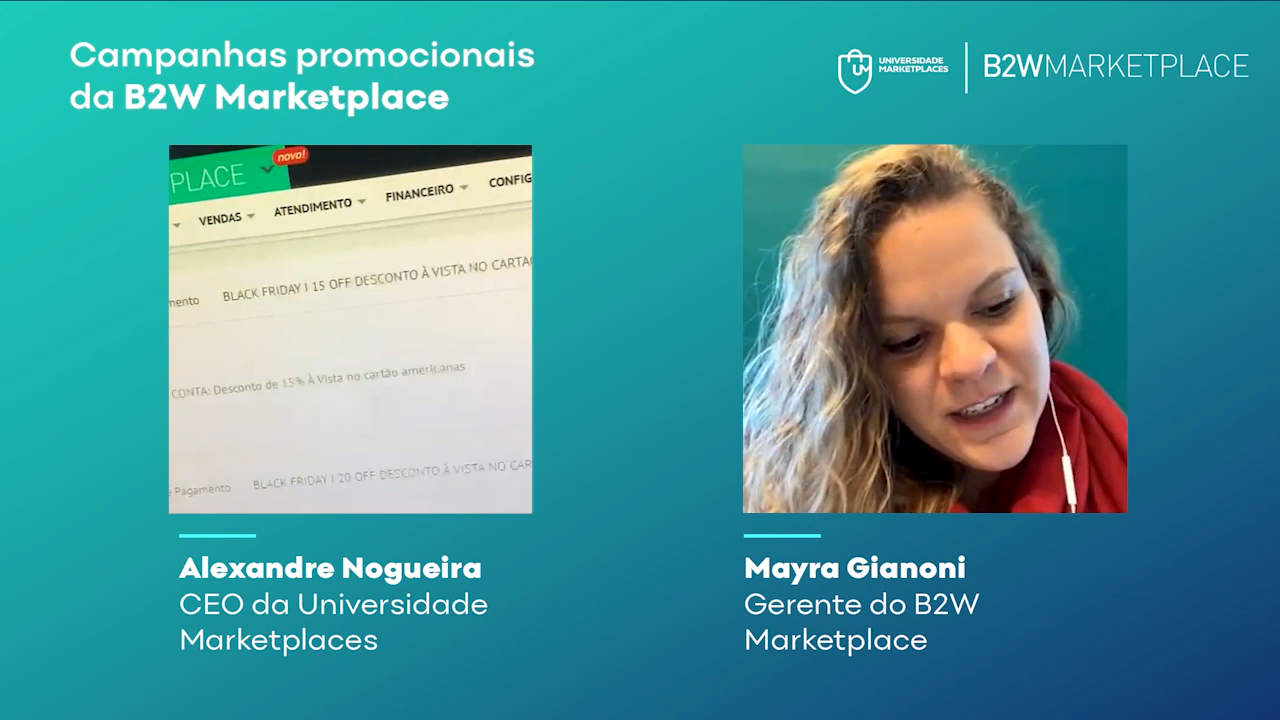 Campanhas promocionais
da B2W Marketplace
UM
UNIVERSIDADE
MARKETPLACES
B2WMARKETPLACE
PLACE
novo!
VENDAS
ATENDIMENTO
FINANCEIRO
CONFIG
mento
BLACK FRIDAY | 15 OFF DESCONTO À VISTA NO CARTAO
CONTA: Desconto de 15% À Vista no cartão americanas
e Pagamento
BLACK FRIDAY | 20 OFF DESCONTO À VISTA NO CAR
Alexandre Nogueira
CEO da Universidade
Marketplaces
Mayra Gianoni
Gerente do B2W
Marketplace